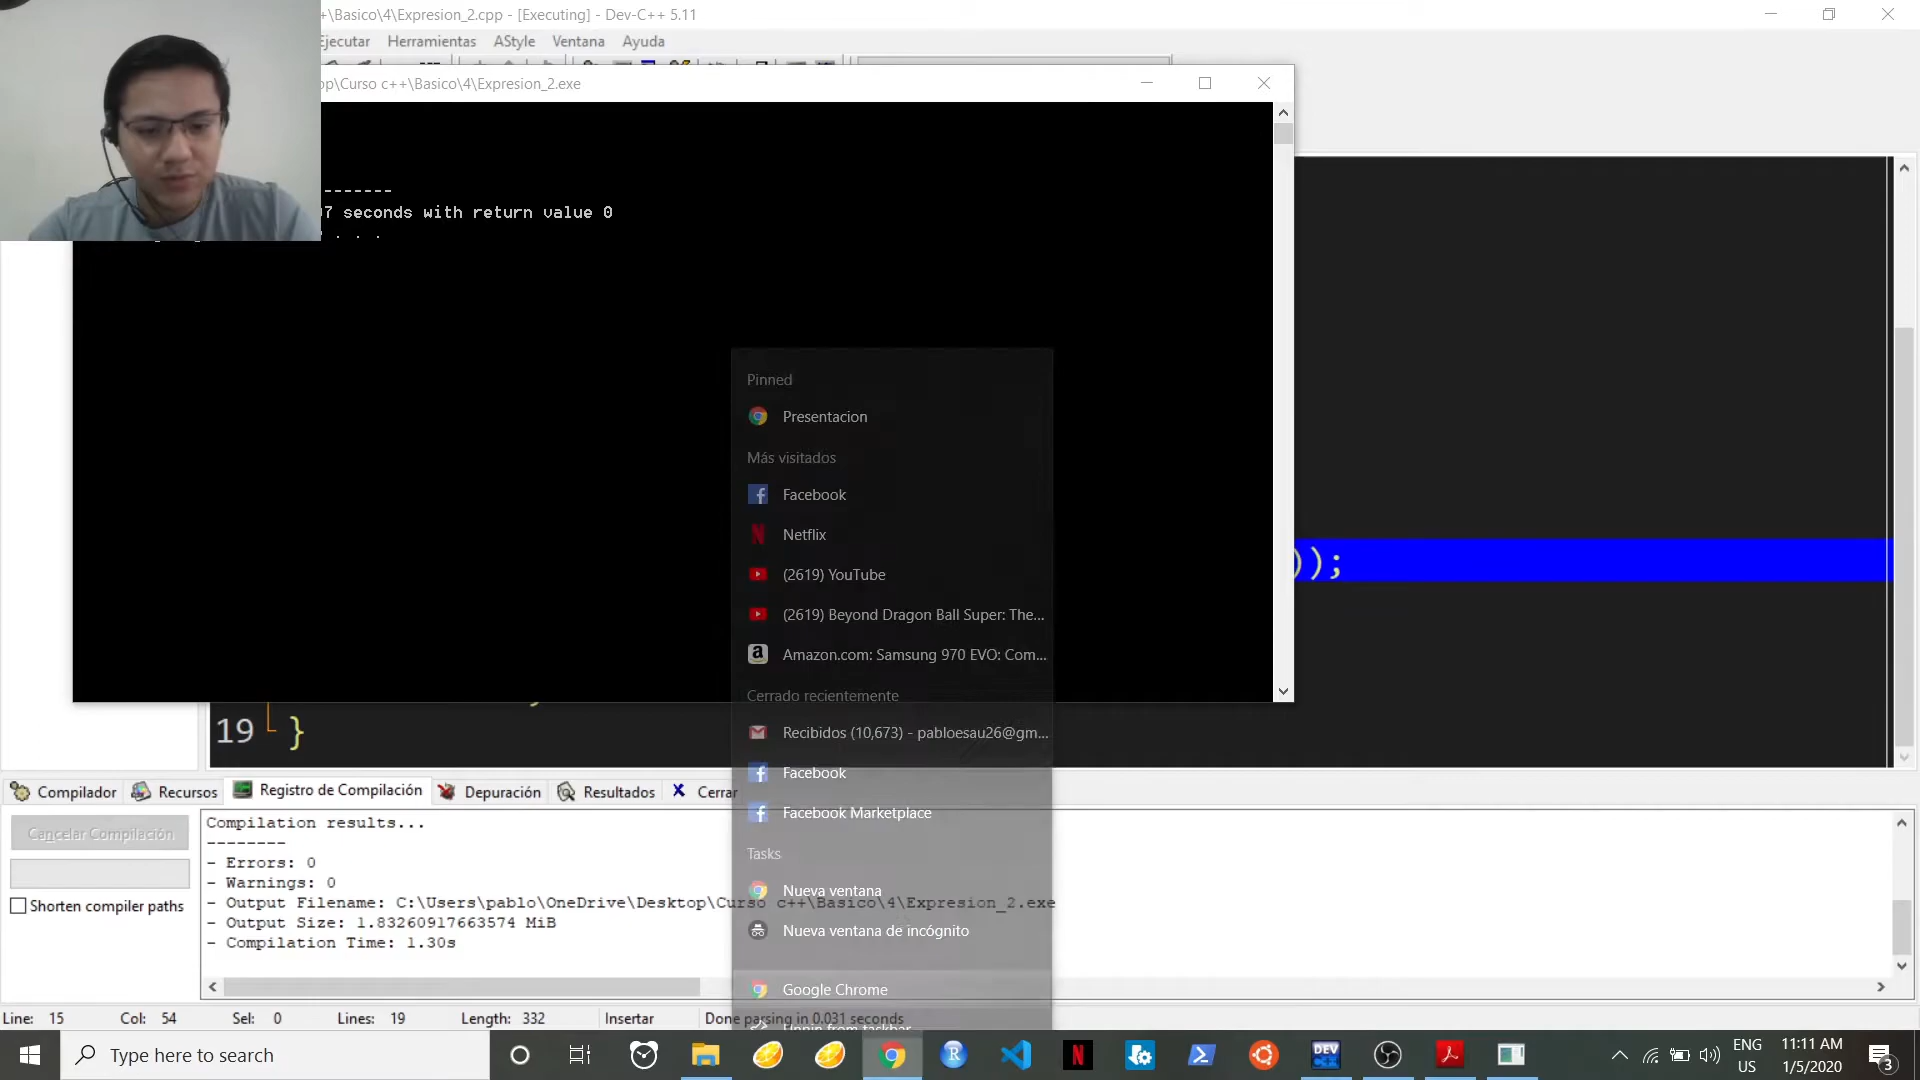 \Basico\4\Expresion_2.cpp - [Executing] - Dev-C++ 5.11
Ejecutar Herramientas AStyle Ventana Ayuda
p\Curso c++\Basico\4\Expresion_2.exe
-------
7 seconds with return value 0
. . .
));
19 }
Pinned
Presentacion
Más visitados
Facebook
Netflix
(2619) YouTube
(2619) Beyond Dragon Ball Super: The...
Amazon.com: Samsung 970 EVO: Com...
Cerrado recientemente
Recibidos (10,673) - pabloesau26@gm...
Facebook
Facebook Marketplace
Tasks
Nueva ventana
Nueva ventana de incógnito
Google Chrome
Unpin from taskbar
Compilador Recursos Registro de Compilación Depuración Resultados Cerrar
Cancelar Compilación
Shorten compiler paths
Compilation results...
--------
- Errors: 0
- Warnings: 0
- Output Filename: C:\Users\pablo\OneDrive\Desktop\Curso c++\Basico\4\Expresion_2.exe
- Output Size: 1.83260917663574 MiB
- Compilation Time: 1.30s
Line: 15 Col: 54 Sel: 0 Lines: 19 Length: 332 Insertar Done parsing in 0.031 seconds
Type here to search
R
N
DEV
ENG
US
11:11 AM
1/5/2020
3